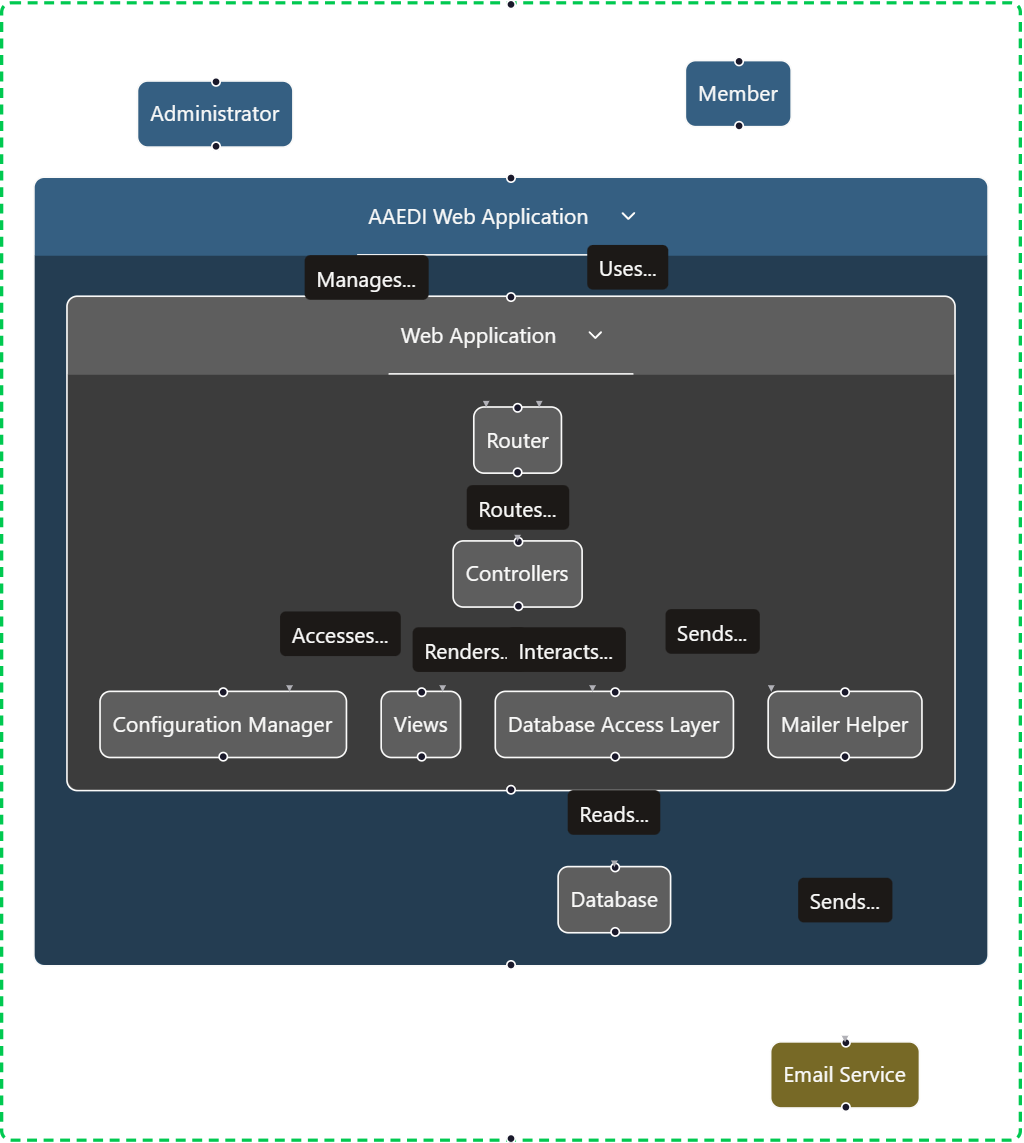 Administrator
Member
AAEDI Web Application
Manages...
Uses...
Web Application
Router
Routes...
Controllers
Accesses...
Renders..
Interacts...
Sends...
Configuration Manager
Views
Database Access Layer
Mailer Helper
Reads...
Database
Sends...
Email Service